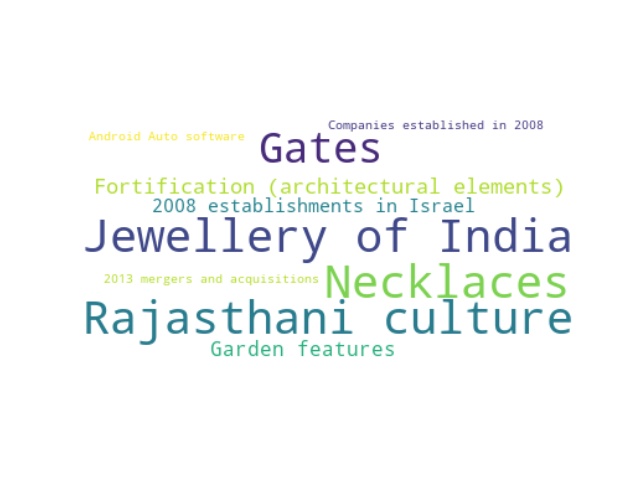 Companies established in 2008
Android Auto software
Gates
Fortification (architectural elements)
2008 establishments in Israel
Jewellery of India
2013 mergers and acquisitions
Necklaces
Rajasthani culture
Garden features